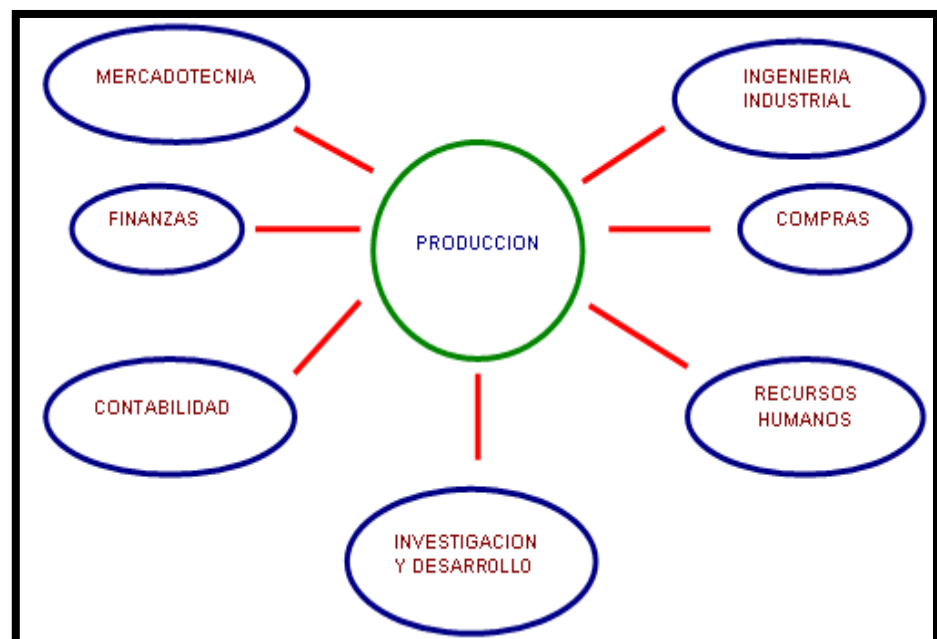 MERCADOTECNIA
INGENIERIA
INDUSTRIAL
FINANZAS
PRODUCCION
COMPRAS
CONTABILIDAD
RECURSOS
HUMANOS
INVESTIGACION
Y DESARROLLO